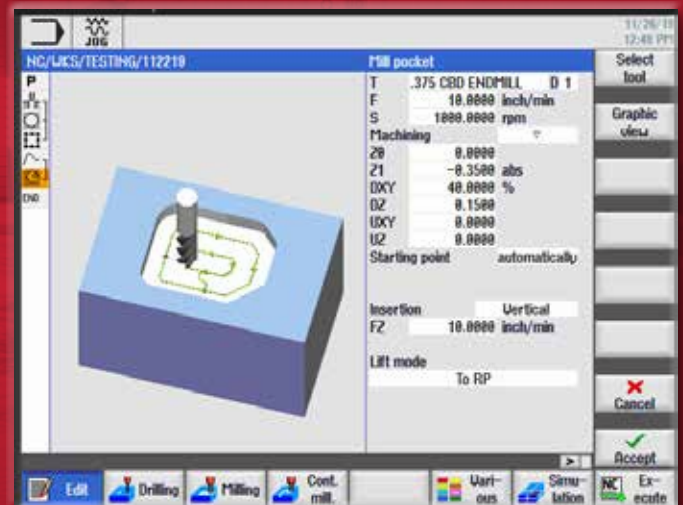 JOG
11/26/19
12:48 PM
NC/WKS/TESTING/112219
Mill pocket
Select
tool
P
T .375 CBD ENDMILL D 1
F 10.0000 inch/min
S 1000.0000 rpm
Graphic
view
Machining
Z0 0.0000
Z1 -0.3500 abs
DXY 40.0000 %
DZ 0.1500
UXY 0.0000
UZ 0.0000
Starting point automatically
END
Insertion Vertical
FZ 10.0000 inch/min
Lift mode
To RP
Cancel
Accept
Edit
Drilling
Milling
Cont.
mill.
Vari-
ous
Simu-
lation
NC
Ex-
ecute